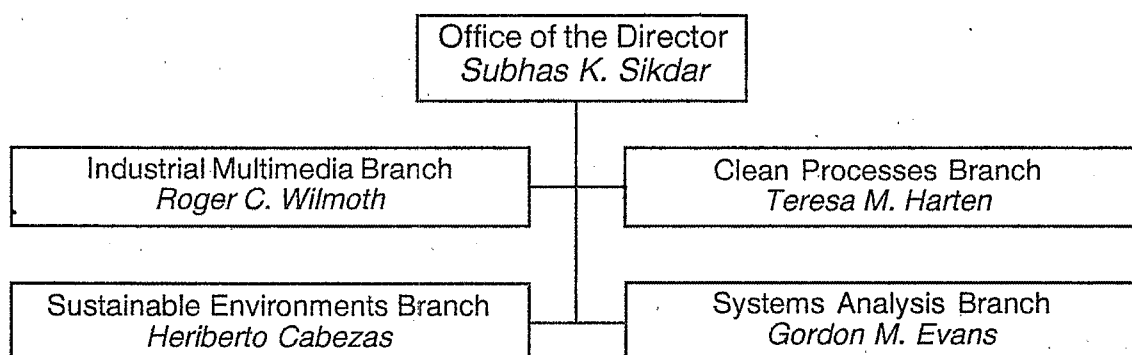 Office of the Director
Subhas K. Sikdar
Industrial Multimedia Branch
Roger C. Wilmoth
Clean Processes Branch
Teresa M. Harten
Sustainable Environments Branch
Heriberto Cabezas
Systems Analysis Branch
Gordon M. Evans